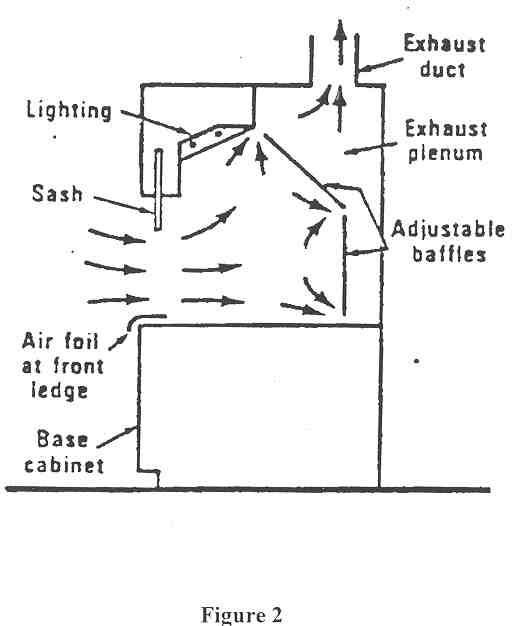 Exhaust
duct
Lighting
Exhaust
plenum
Sash
Adjustable
baffles
Air foil
at front
ledge
Base
cabinet
Figure 2